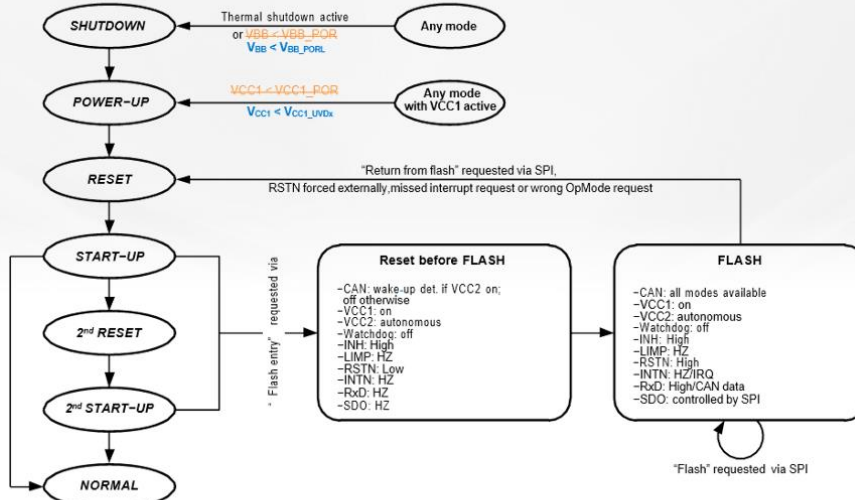 SHUTDOWN
Thermal shutdown active
or VBB < VBB_POR
VBB < VBB_PORL
Any mode
POWER-UP
VCC1 < VCC1_POR
VCC1 < VCC1_UVDx
Any mode
with VCC1 active
RESET
"Return from flash" requested via SPI,
RSTN forced externally,missed interrupt request or wrong OpMode request
START-UP
2nd RESET
2nd START-UP
NORMAL
"Flash entry" requested via
Reset before FLASH
-CAN: wake-up det. if VCC2 on;
off otherwise
-VCC1: on
-VCC2: autonomous
-Watchdog: off
-INH: High
-LIMP: HZ
-RSTN: Low
-INTN: HZ
-RxD: HZ
-SDO: HZ
FLASH
-CAN: all modes available
-VCC1: on
-VCC2: autonomous
-Watchdog: off
-INH: High
-LIMP: HZ
-RSTN: High
-INTN: HZ/IRQ
-RxD: High/CAN data
-SDO: controlled by SPI
"Flash" requested via SPI